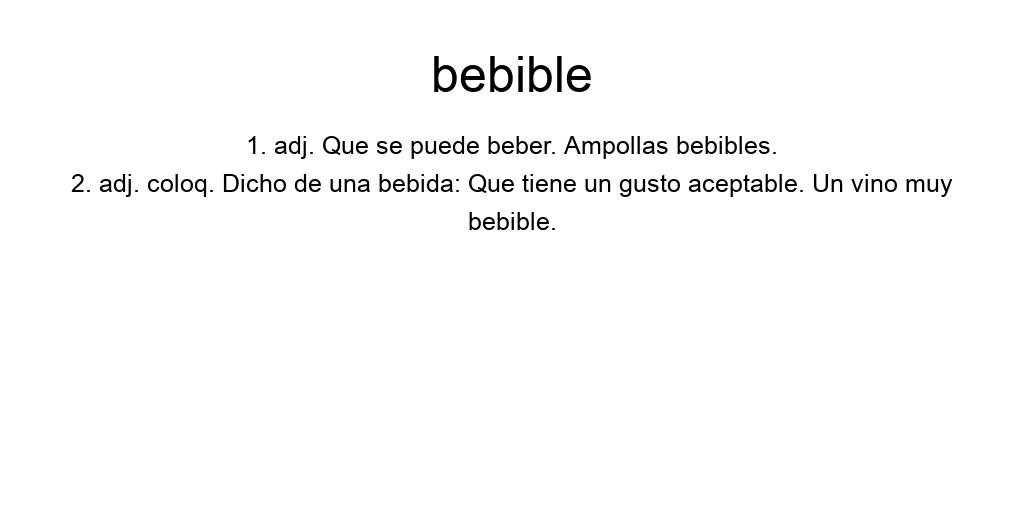 bebible
1. adj. Que se puede beber. Ampollas bebibles.
2. adj. coloq. Dicho de una bebida: Que tiene un gusto aceptable. Un vino muy
bebible.